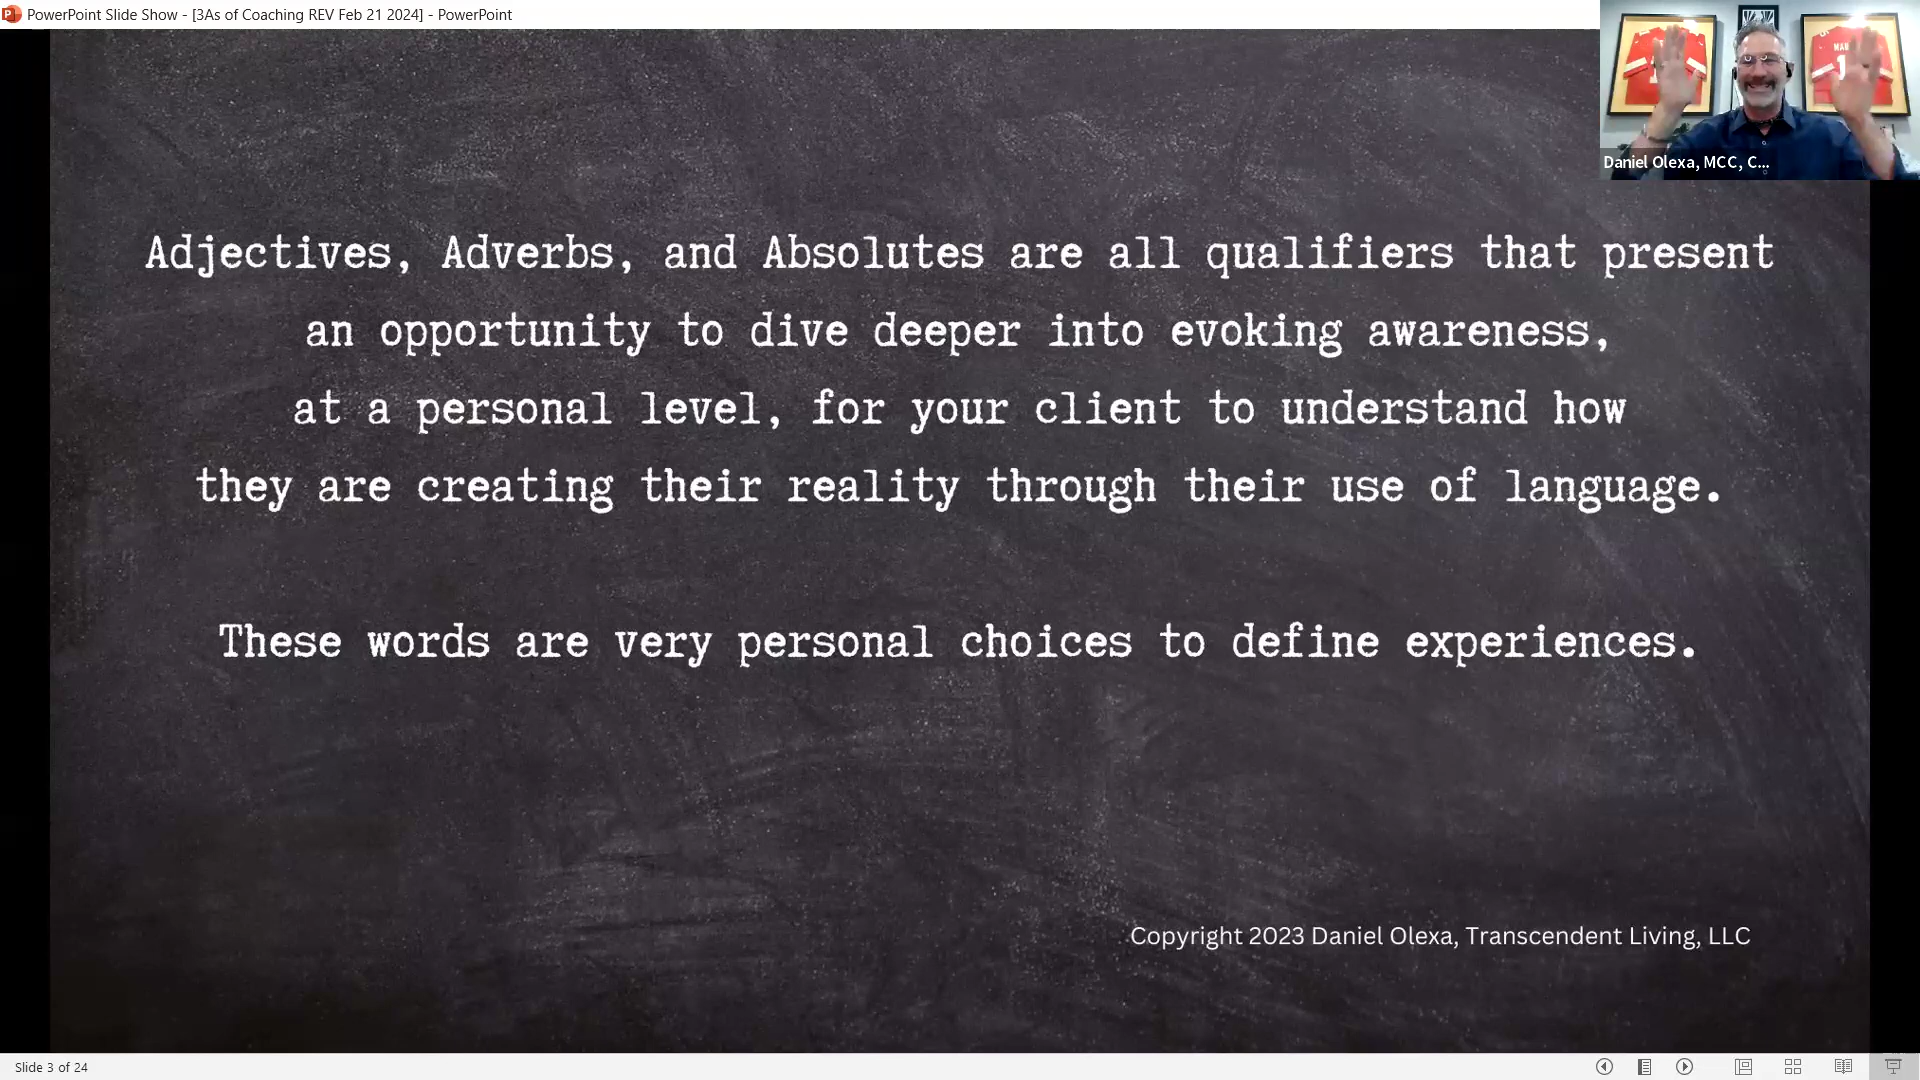 PowerPoint Slide Show - [3As of Coaching REV Feb 21 2024] - PowerPoint
Daniel Olexa, MCC, C...
Adjectives, Adverbs, and Absolutes are all qualifiers that present
an opportunity to dive deeper into evoking awareness,
at a personal level, for your client to understand how
they are creating their reality through their use of language.
These words are very personal choices to define experiences.
Copyright 2023 Daniel Olexa, Transcendent Living, LLC
Slide 3 of 24